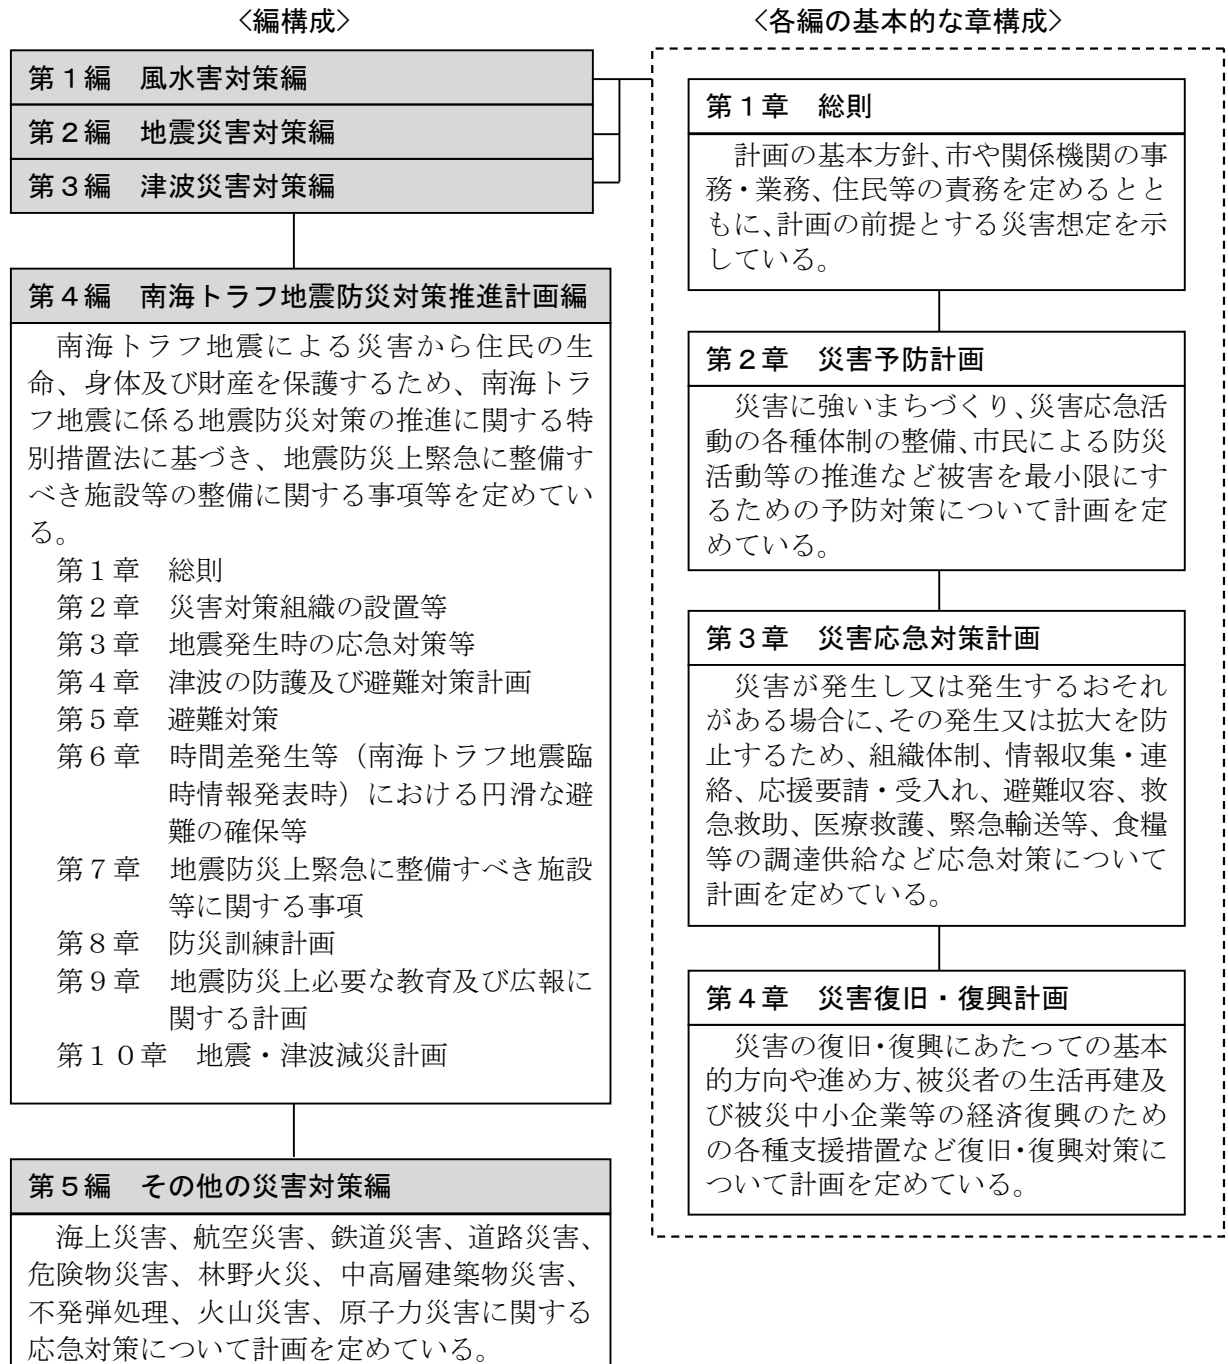 〈編構成〉
第１編　風水害対策編
第２編　地震災害対策編
第３編　津波災害対策編
第４編　南海トラフ地震防災対策推進計画編
南海トラフ地震による災害から住民の生
命、身体及び財産を保護するため、南海トラ
フ地震に係る地震防災対策の推進に関する特
別措置法に基づき、地震防災上緊急に整備す
べき施設等の整備に関する事項等を定めてい
る。
第１章　総則
第２章　災害対策組織の設置等
第３章　地震発生時の応急対策等
第４章　津波の防護及び避難対策計画
第５章　避難対策
第６章　時間差発生等（南海トラフ地震臨
時情報発表時）における円滑な避
難の確保等
第７章　地震防災上緊急に整備すべき施設
等に関する事項
第８章　防災訓練計画
第９章　地震防災上必要な教育及び広報に
関する計画
第１０章　地震・津波減災計画
第５編　その他の災害対策編
海上災害、航空災害、鉄道災害、道路災害、
危険物災害、林野火災、中高層建築物災害、
不発弾処理、火山災害、原子力災害に関する
応急対策について計画を定めている。
〈各編の基本的な章構成〉
第１章　総則
計画の基本方針、市や関係機関の事
務・業務、住民等の責務を定めるとと
もに、計画の前提とする災害想定を示
している。
第２章　災害予防計画
災害に強いまちづくり、災害応急活
動の各種体制の整備、市民による防災
活動等の推進など被害を最小限にす
るための予防対策について計画を定
めている。
第３章　災害応急対策計画
災害が発生し又は発生するおそれ
がある場合に、その発生又は拡大を防
止するため、組織体制、情報収集・連
絡、応援要請・受入れ、避難収容、救
急救助、医療救護、緊急輸送等、食糧
等の調達供給など応急対策について
計画を定めている。
第４章　災害復旧・復興計画
災害の復旧・復興にあたっての基本
的方向や進め方、被災者の生活再建及
び被災中小企業等の経済復興のため
の各種支援措置など復旧・復興対策に
ついて計画を定めている。